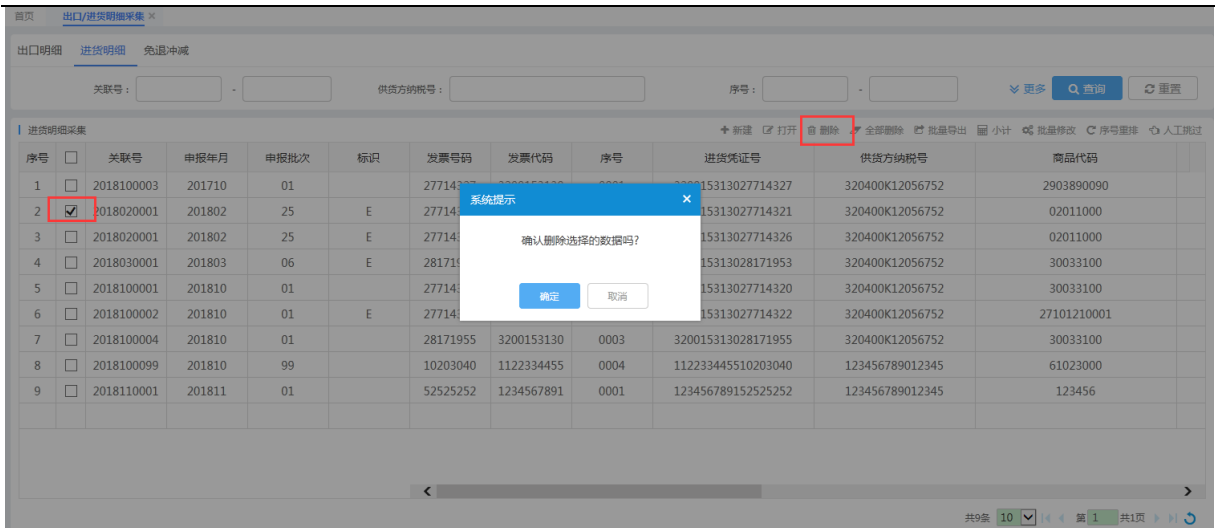 首页 出口/进货明细采集 ×
出口明细 进货明细 免退冲减
关联号： - 供货方纳税号： 序号： - 更多 查询 重置
进货明细采集 新建 打开 删除 全部删除 批量导出 小计 批量修改 序号重排 人工跳过
序号 关联号 申报年月 申报批次 标识 发票号码 发票代码 序号 进货凭证号 供货方纳税号 商品代码
1 2018100003 201710 01 15313027714327 320400K12056752 2903890090
系统提示 ×
2 2018020001 201802 25 E 27714 15313027714321 320400K12056752 02011000
3 2018020001 201802 25 E 27714 15313027714326 320400K12056752 02011000
确认删除选择的数据吗?
4 2018030001 201803 06 E 28171 15313028171953 320400K12056752 30033100
5 2018100001 201810 01 27714 15313027714320 320400K12056752 30033100
确定 取消
6 2018100002 201810 01 E 27714 15313027714322 320400K12056752 27101210001
7 2018100004 201810 01 28171955 3200153130 0003 320015313028171955 320400K12056752 30033100
8 2018100099 201810 99 10203040 1122334455 0004 112233445510203040 123456789012345 61023000
9 2018110001 201811 01 52525252 1234567891 0001 123456789152525252 123456789012345 123456
共9条 10 第 1 共1页